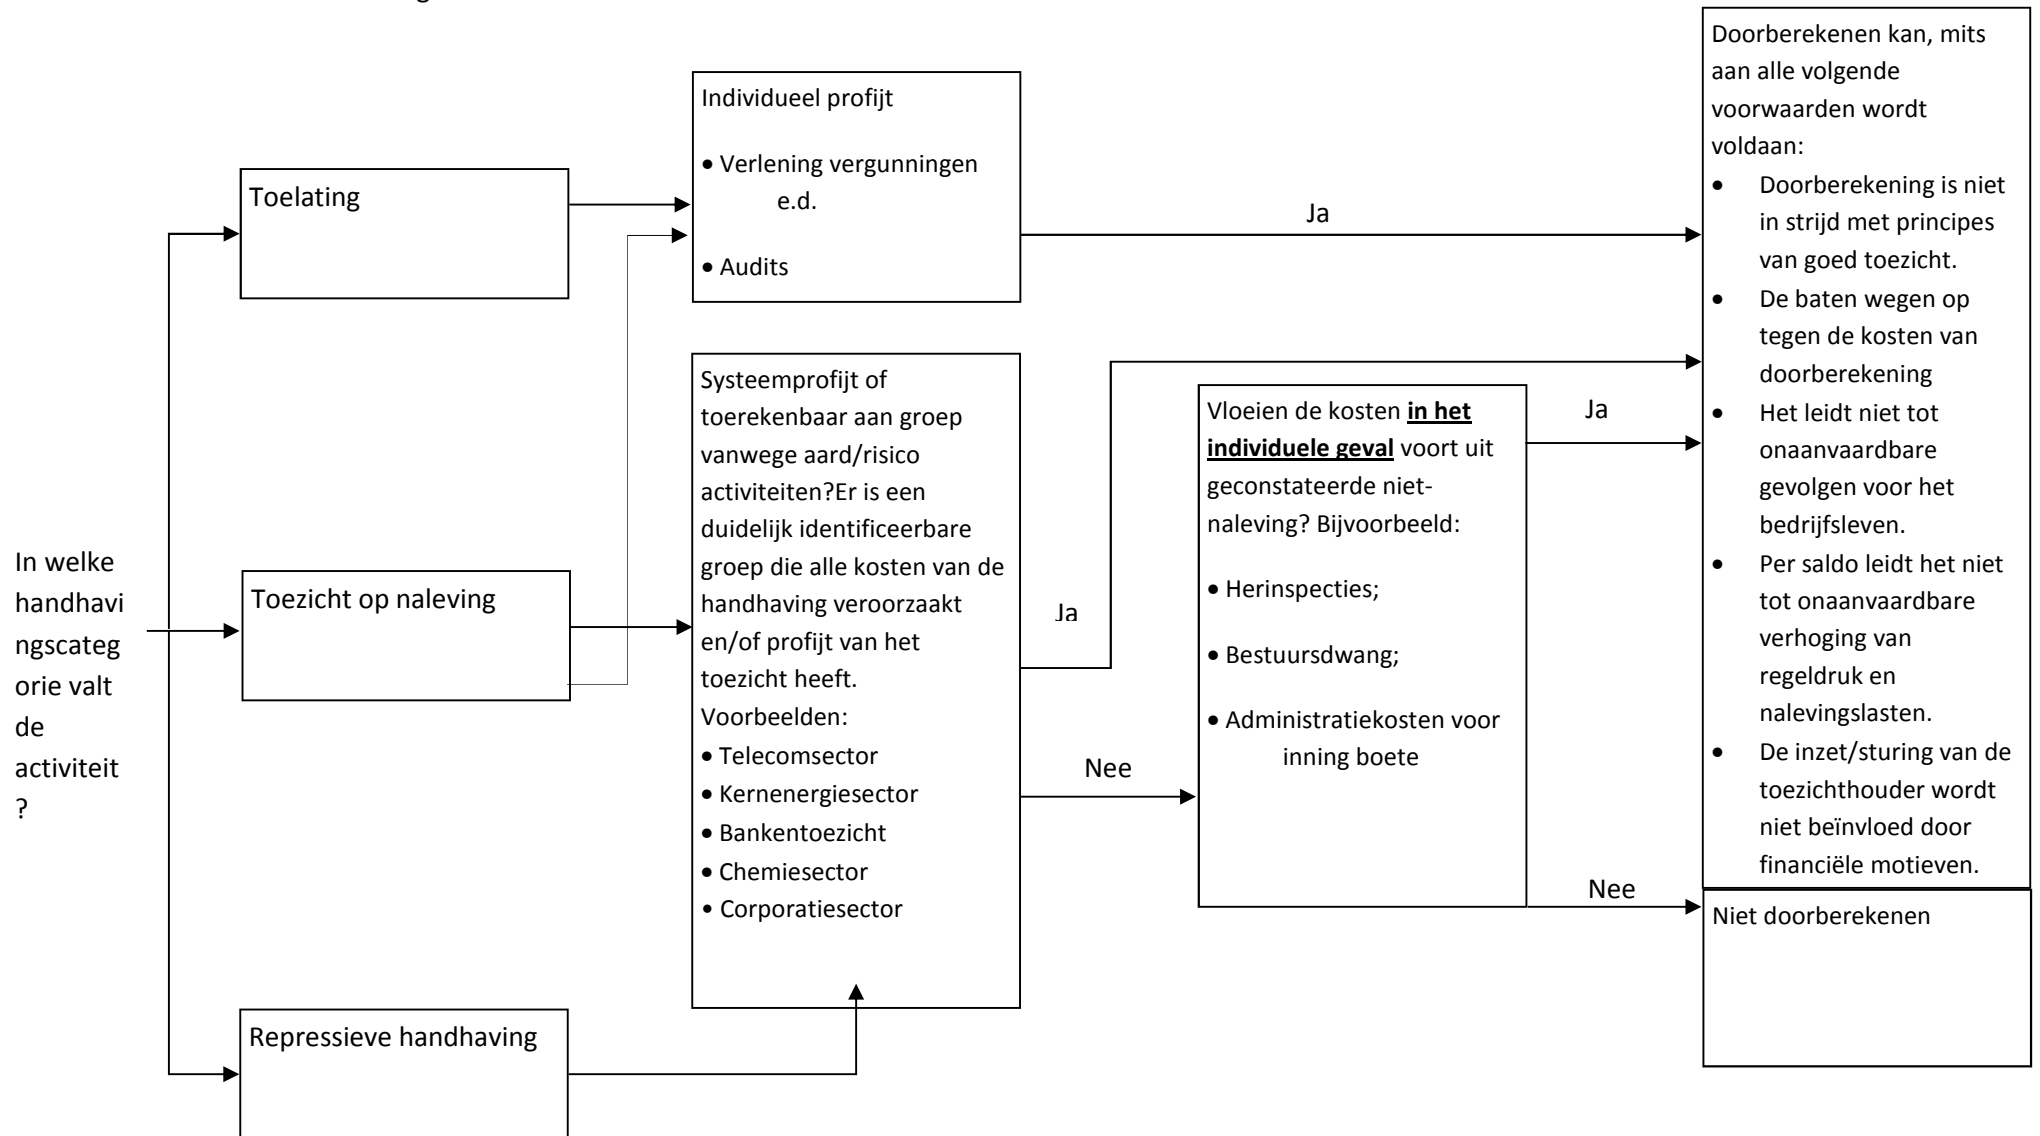 In welke
handhavi
ngscateg
orie valt
de
activiteit
?
Toelating
Toezicht op naleving
Repressieve handhaving
Individueel profijt
• Verlening vergunningen
e.d.
• Audits
Systeemprofijt of
toerekenbaar aan groep
vanwege aard/risico
activiteiten?Er is een
duidelijk identificeerbare
groep die alle kosten van de
handhaving veroorzaakt
en/of profijt van het
toezicht heeft.
Voorbeelden:
• Telecomsector
• Kernenergiesector
• Bankentoezicht
• Chemiesector
• Corporatiesector
Ja
Ja
Nee
Vloeien de kosten in het
individuele geval voort uit
geconstateerde niet-
naleving? Bijvoorbeeld:
• Herinspecties;
• Bestuursdwang;
• Administratiekosten voor
inning boete
Ja
Nee
Doorberekenen kan, mits
aan alle volgende
voorwaarden wordt
voldaan:
• Doorberekening is niet
in strijd met principes
van goed toezicht.
• De baten wegen op
tegen de kosten van
doorberekening
• Het leidt niet tot
onaanvaardbare
gevolgen voor het
bedrijfsleven.
• Per saldo leidt het niet
tot onaanvaardbare
verhoging van
regeldruk en
nalevingslasten.
• De inzet/sturing van de
toezichthouder wordt
niet beïnvloed door
financiële motieven.
Niet doorberekenen